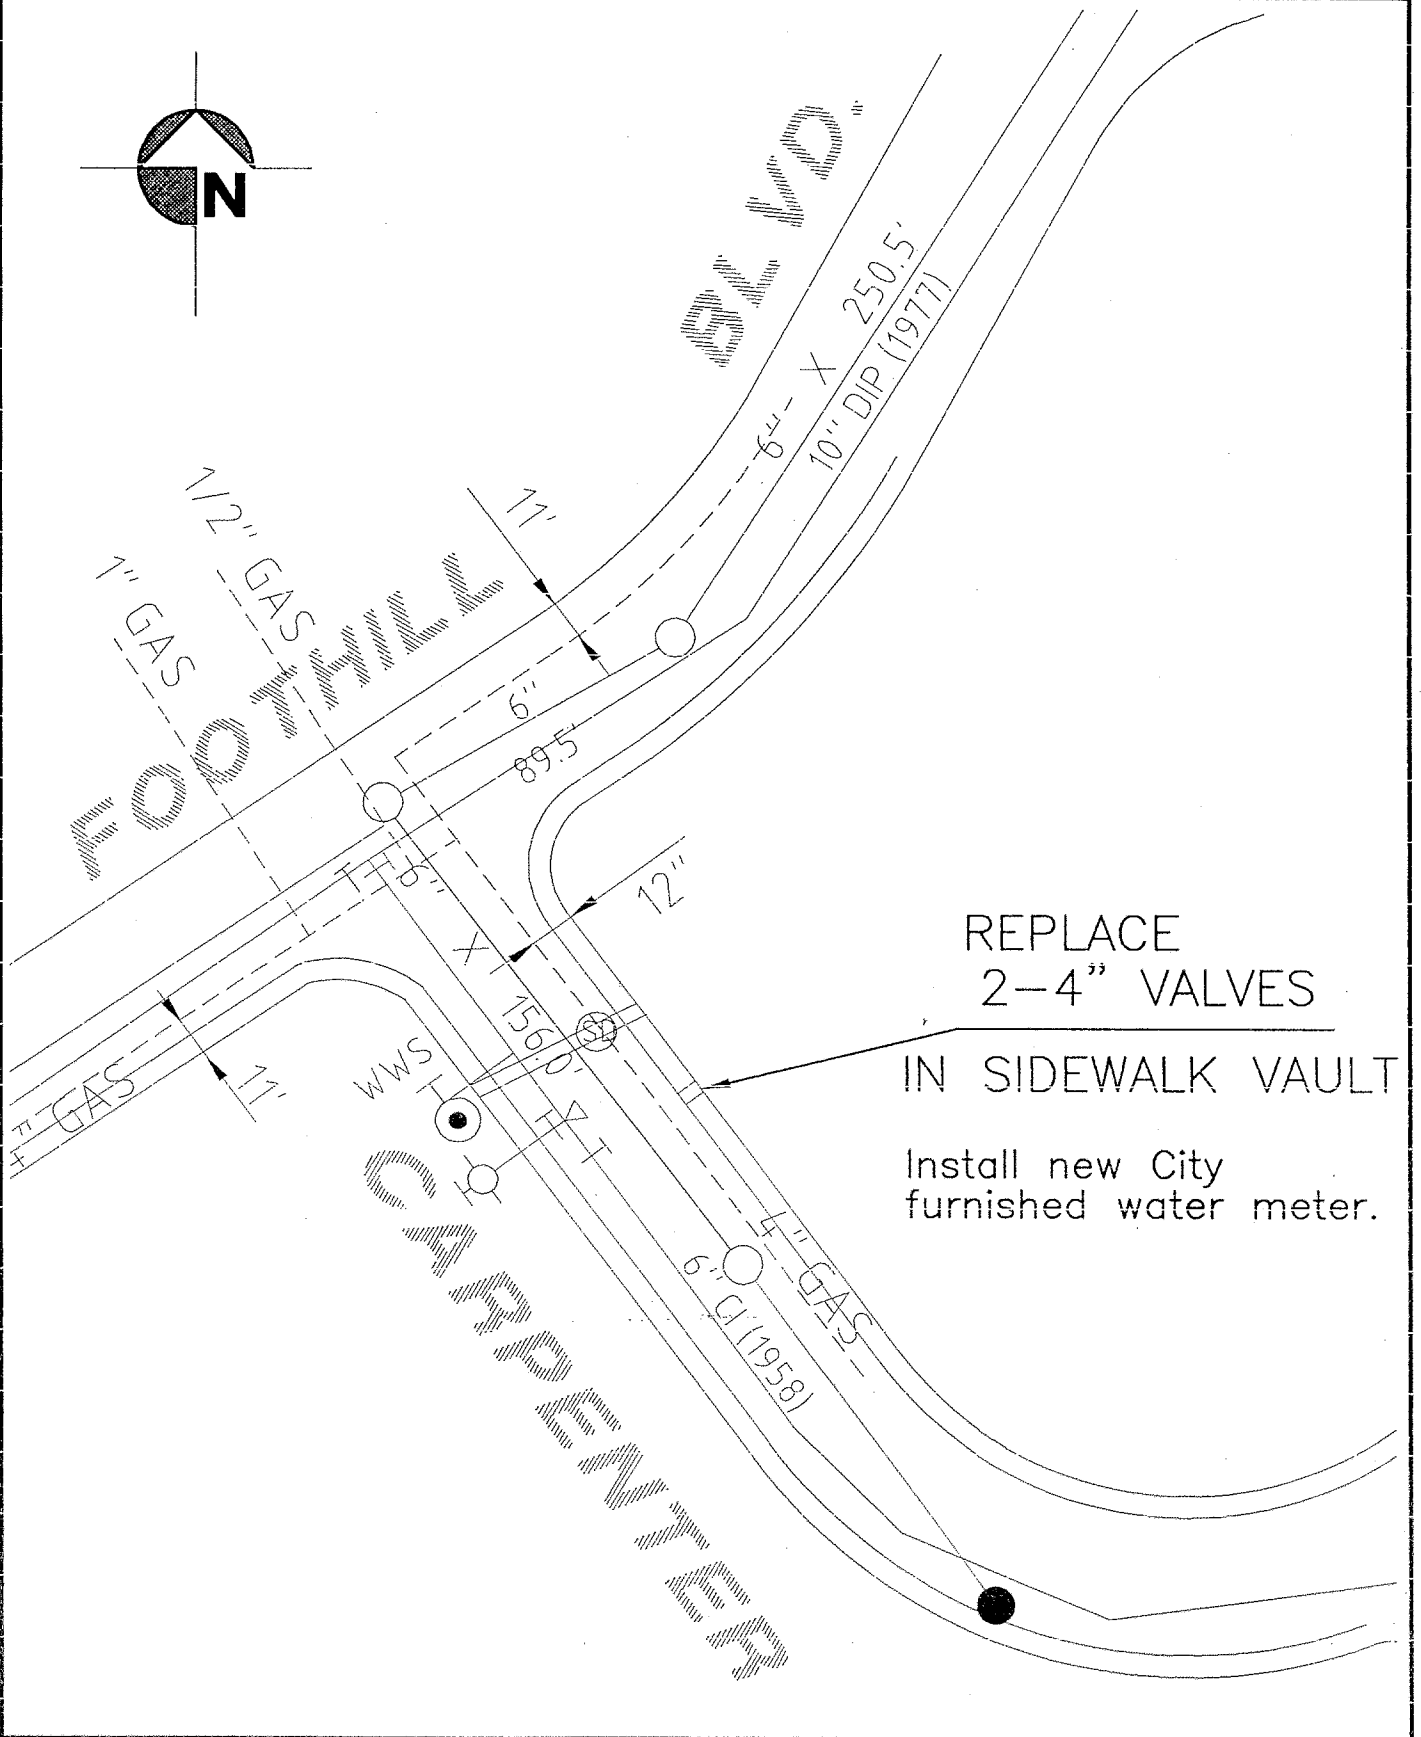 N
BLVD.
6" - X 250.5'
10" DIP (1977)
11'
1/2" GAS
1" GAS
FOOTHILL
6"
89.5'
12"
6" X 156.0'
SD
REPLACE
2-4" VALVES
IN SIDEWALK VAULT
Install new City
furnished water meter.
WWS
11'
" GAS
CARPENTER
4" GAS
6" CI (1958)